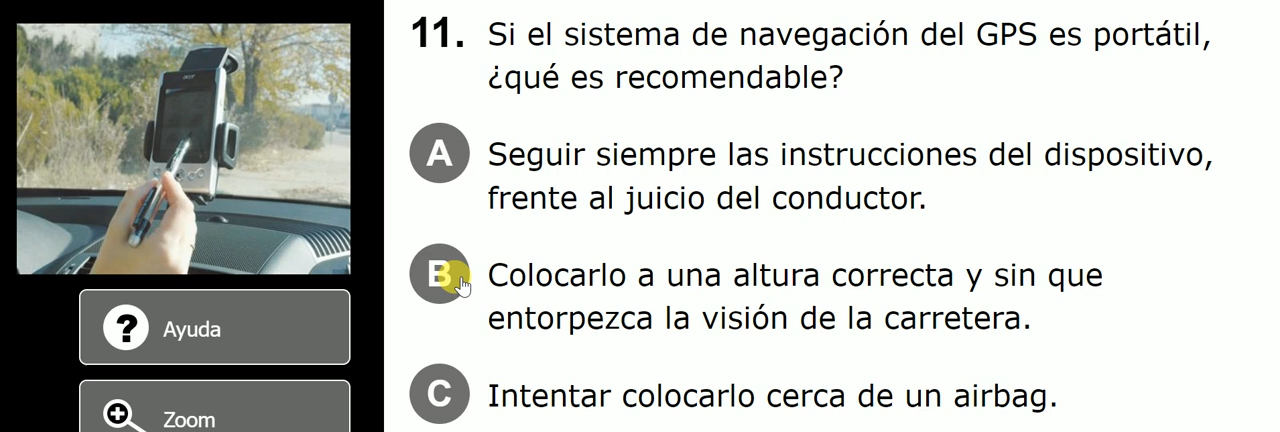 11. Si el sistema de navegación del GPS es portátil,
¿qué es recomendable?
A Seguir siempre las instrucciones del dispositivo,
frente al juicio del conductor.
B Colocarlo a una altura correcta y sin que
entorpezca la visión de la carretera.
C Intentar colocarlo cerca de un airbag.
acer
? Ayuda
Zoom